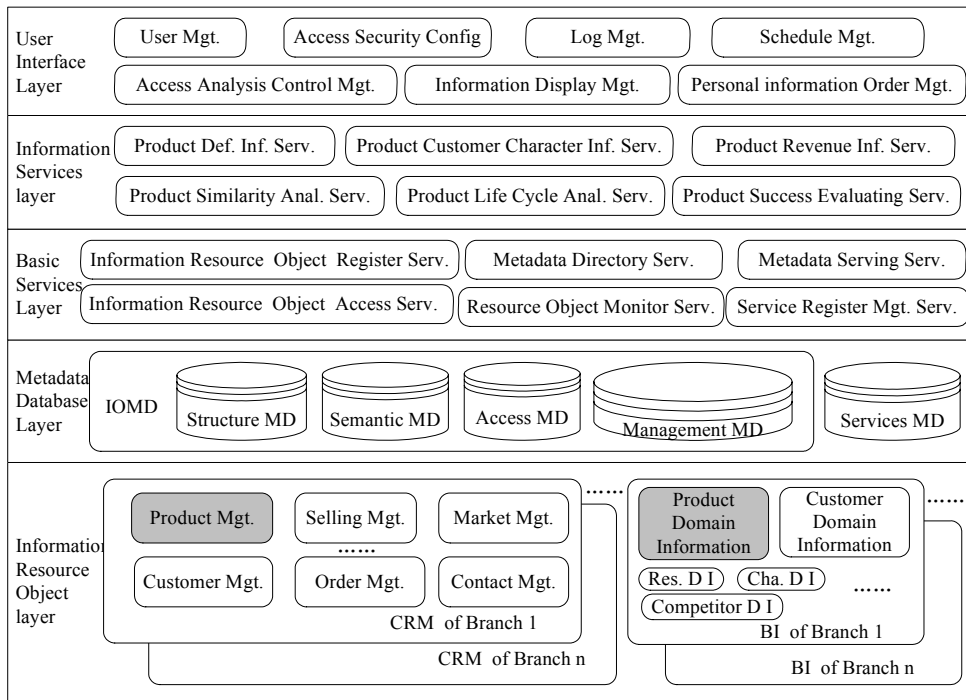 User
Interface
Layer
User Mgt.
Access Security Config
Log Mgt.
Schedule Mgt.
Access Analysis Control Mgt.
Information Display Mgt.
Personal information Order Mgt.
Information
Services
layer
Product Def. Inf. Serv.
Product Customer Character Inf. Serv.
Product Revenue Inf. Serv.
Product Similarity Anal. Serv.
Product Life Cycle Anal. Serv.
Product Success Evaluating Serv.
Basic
Services
Layer
Information Resource Object Register Serv.
Metadata Directory Serv.
Metadata Serving Serv.
Information Resource Object Access Serv.
Resource Object Monitor Serv.
Service Register Mgt. Serv.
Metadata
Database
Layer
IOMD
Structure MD
Semantic MD
Access MD
Management MD
Services MD
Information
Resource
Object
layer
Product Mgt.
Selling Mgt.
Market Mgt.
……
Customer Mgt.
Order Mgt.
Contact Mgt.
CRM of Branch 1
CRM of Branch n
……
Product
Domain
Information
Customer
Domain
Information
Res. D I
Cha. D I
……
Competitor D I
BI of Branch 1
BI of Branch n
……